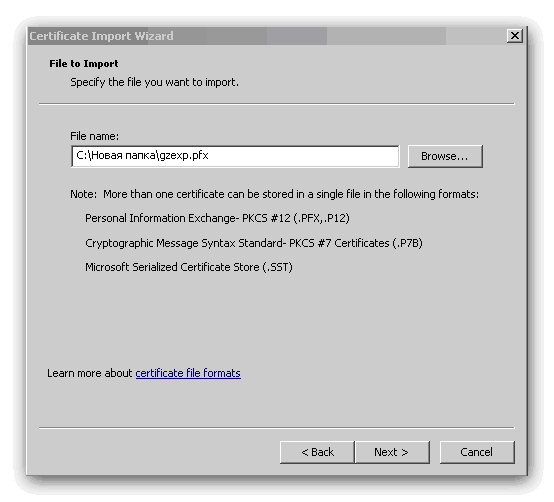 Certificate Import Wizard
File to Import
Specify the file you want to import.
File name:
C:\Новая папка\gzexp.pfx
Browse...
Note: More than one certificate can be stored in a single file in the following formats:
Personal Information Exchange- PKCS #12 (.PFX,.P12)
Cryptographic Message Syntax Standard- PKCS #7 Certificates (.P7B)
Microsoft Serialized Certificate Store (.SST)
Learn more about certificate file formats
< Back
Next >
Cancel